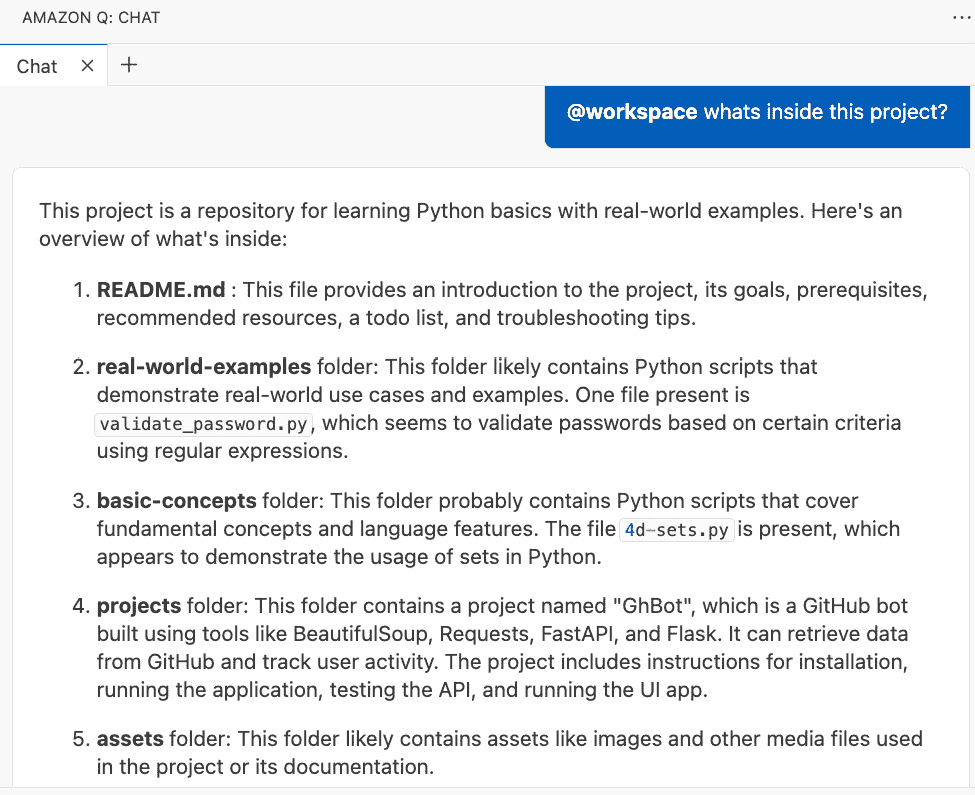 AMAZON Q: CHAT
Chat
@workspace whats inside this project?
This project is a repository for learning Python basics with real-world examples. Here's an
overview of what's inside:
1. README.md : This file provides an introduction to the project, its goals, prerequisites,
recommended resources, a todo list, and troubleshooting tips.
2. real-world-examples folder: This folder likely contains Python scripts that
demonstrate real-world use cases and examples. One file present is
validate_password.py, which seems to validate passwords based on certain criteria
using regular expressions.
3. basic-concepts folder: This folder probably contains Python scripts that cover
fundamental concepts and language features. The file 4d-sets.py is present, which
appears to demonstrate the usage of sets in Python.
4. projects folder: This folder contains a project named "GhBot", which is a GitHub bot
built using tools like BeautifulSoup, Requests, FastAPI, and Flask. It can retrieve data
from GitHub and track user activity. The project includes instructions for installation,
running the application, testing the API, and running the UI app.
5. assets folder: This folder likely contains assets like images and other media files used
in the project or its documentation.